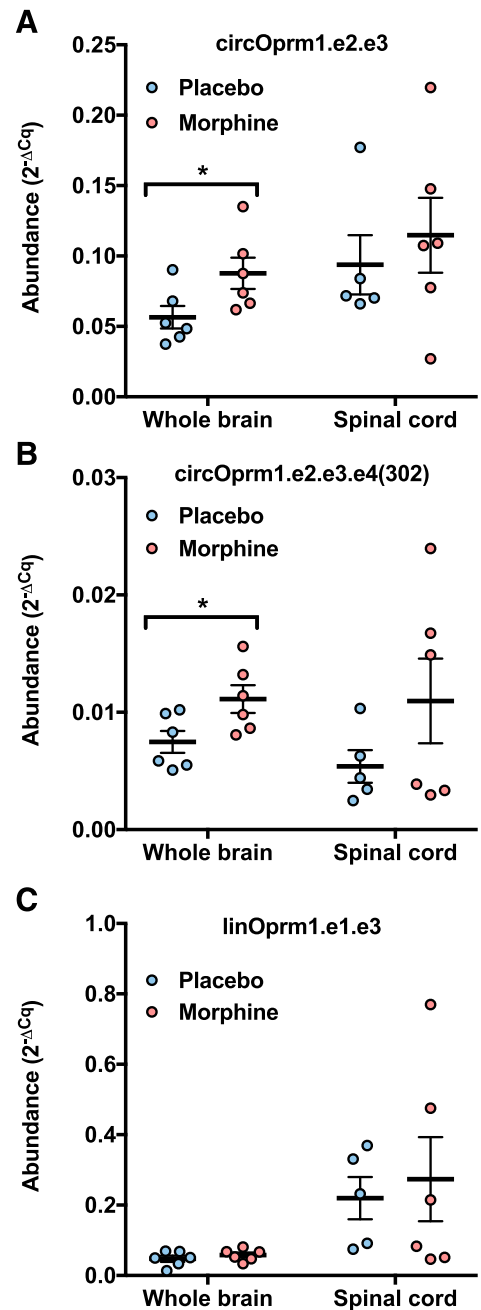 A
circOprm1.e2.e3
Placebo
Morphine
*
Abundance (2-ΔCq)
0.25
0.20
0.15
0.10
0.05
0.00
Whole brain Spinal cord
B
circOprm1.e2.e3.e4(302)
Placebo
Morphine
*
Abundance (2-ΔCq)
0.03
0.02
0.01
0.00
Whole brain Spinal cord
C
linOprm1.e1.e3
Placebo
Morphine
Abundance (2-ΔCq)
1.0
0.8
0.6
0.4
0.2
0.0
Whole brain Spinal cord